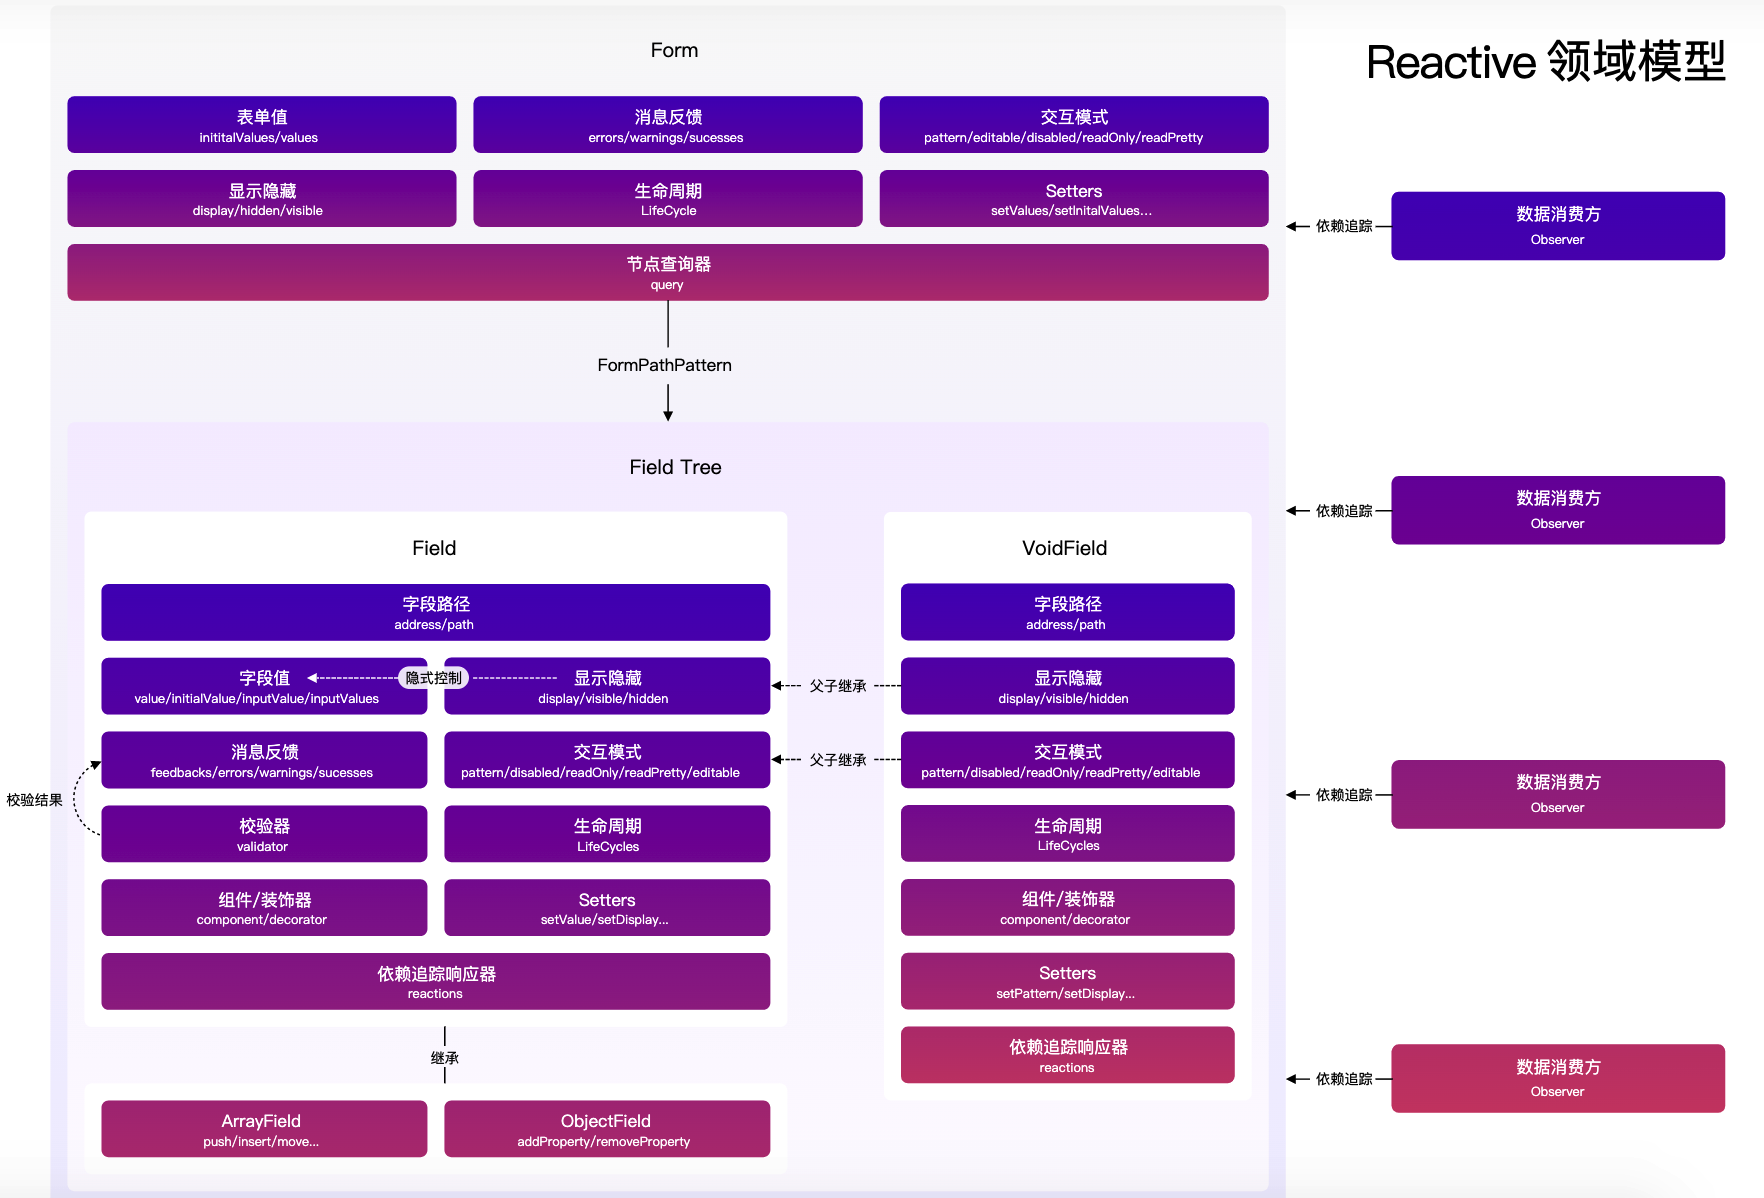 Reactive 领域模型
Form
表单值
inititalValues/values
消息反馈
errors/warnings/sucesses
交互模式
pattern/editable/disabled/readOnly/readPretty
显示隐藏
display/hidden/visible
生命周期
LifeCycle
Setters
setValues/setInitalValues...
节点查询器
query
FormPathPattern
Field Tree
Field
字段路径
address/path
字段值
value/initialValue/inputValue/inputValues
隐式控制
显示隐藏
display/visible/hidden
消息反馈
feedbacks/errors/warnings/sucesses
交互模式
pattern/disabled/readOnly/readPretty/editable
校验结果
校验器
validator
生命周期
LifeCycles
组件/装饰器
component/decorator
Setters
setValue/setDisplay...
依赖追踪响应器
reactions
继承
ArrayField
push/insert/move...
ObjectField
addProperty/removeProperty
父子继承
父子继承
VoidField
字段路径
address/path
显示隐藏
display/visible/hidden
交互模式
pattern/disabled/readOnly/readPretty/editable
生命周期
LifeCycles
组件/装饰器
component/decorator
Setters
setPattern/setDisplay...
依赖追踪响应器
reactions
依赖追踪
数据消费方
Observer
依赖追踪
数据消费方
Observer
依赖追踪
数据消费方
Observer
依赖追踪
数据消费方
Observer